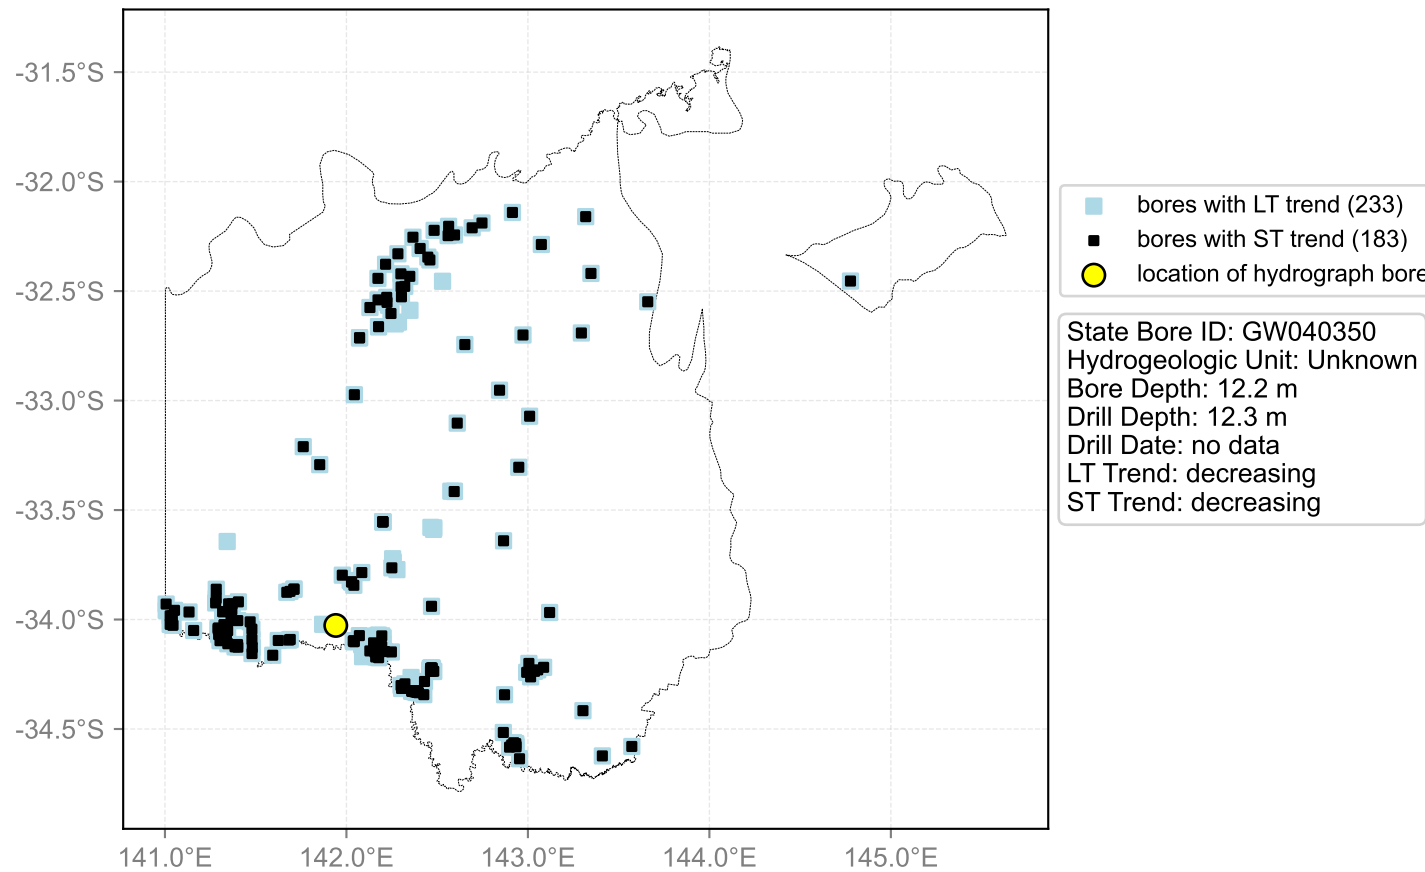 -31.5°S
-32.0°S
-32.5°S
-33.0°S
-33.5°S
-34.0°S
-34.5°S
141.0°E
142.0°E
143.0°E
144.0°E
145.0°E
bores with LT trend (233)
bores with ST trend (183)
location of hydrograph bore
State Bore ID: GW040350
Hydrogeologic Unit: Unknown
Bore Depth: 12.2 m
Drill Depth: 12.3 m
Drill Date: no data
LT Trend: decreasing
ST Trend: decreasing